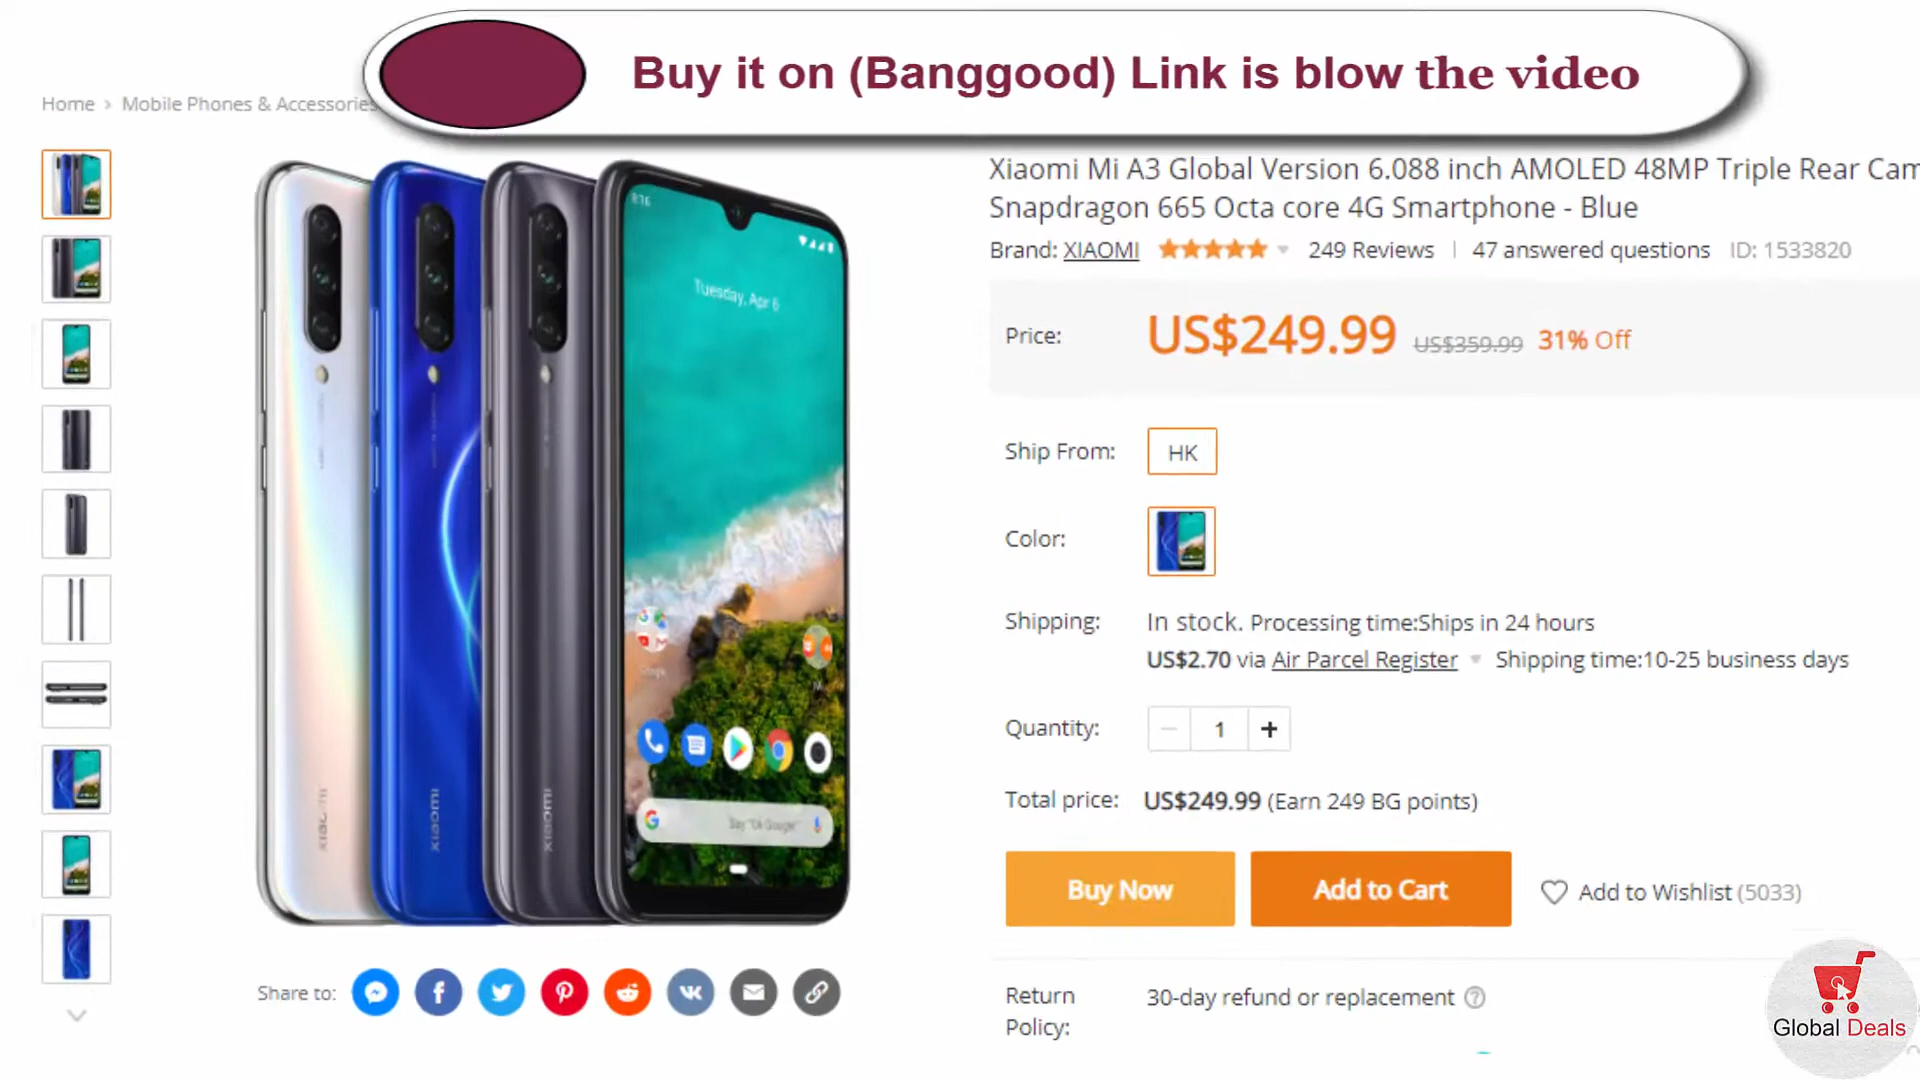 Buy it on (Banggood) Link is blow the video
Home › Mobile Phones & Accessories
Xiaomi Mi A3 Global Version 6.088 inch AMOLED 48MP Triple Rear Cam
Snapdragon 665 Octa core 4G Smartphone - Blue
Brand: XIAOMI 249 Reviews | 47 answered questions ID: 1533820
Price: US$249.99 US$359.99 31% Off
Ship From: HK
Color:
Shipping: In stock. Processing time:Ships in 24 hours
US$2.70 via Air Parcel Register Shipping time:10-25 business days
Quantity: − 1 +
Total price: US$249.99 (Earn 249 BG points)
Buy Now Add to Cart Add to Wishlist (5033)
Return Policy: 30-day refund or replacement ?
8:16
Tuesday, Apr 6
Google
M
G Say "Ok Google"
xiaomi
xiaomi
xiaomi
Share to:
Global Deals